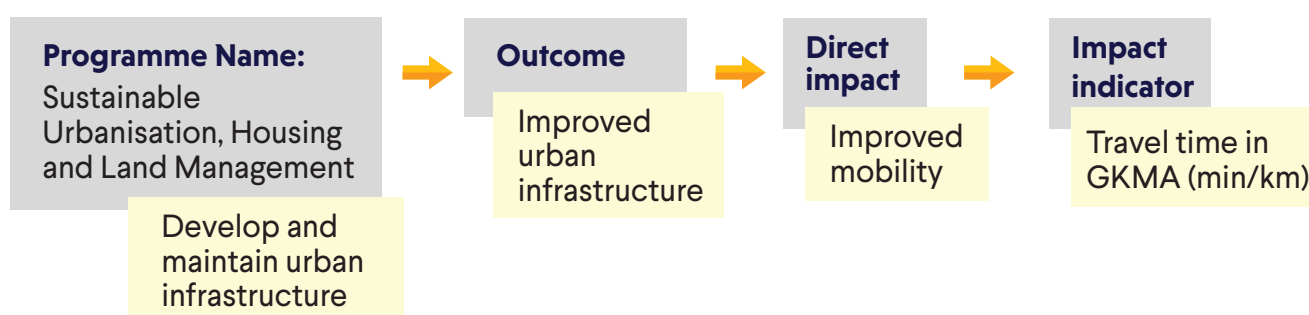 Programme Name:
Sustainable
Urbanisation, Housing
and Land Management
Develop and
maintain urban
infrastructure
Outcome
Improved
urban
infrastructure
Direct
impact
Improved
mobility
Impact
indicator
Travel time in
GKMA (min/km)